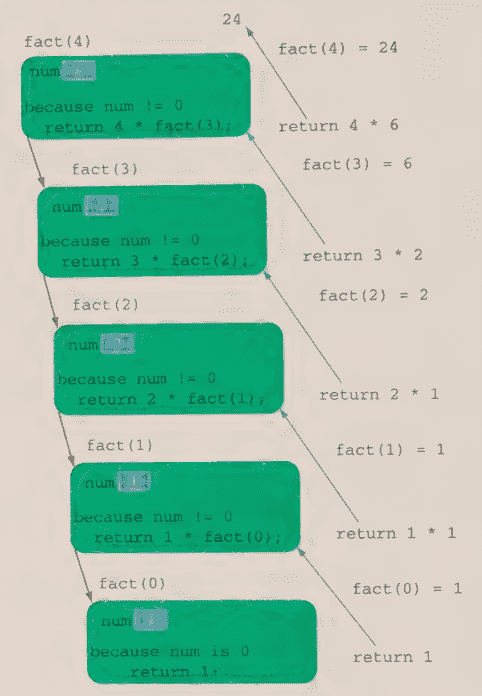 24
fact(4)
fact(4) = 24
num
because num != 0
return 4 * fact(3);
return 4 * 6
fact(3)
fact(3) = 6
num
because num != 0
return 3 * fact(2);
return 3 * 2
fact(2)
fact(2) = 2
num
because num != 0
return 2 * fact(1);
return 2 * 1
fact(1)
fact(1) = 1
num
because num != 0
return 1 * fact(0);
return 1 * 1
fact(0)
fact(0) = 1
num
because num is 0
return 1;
return 1